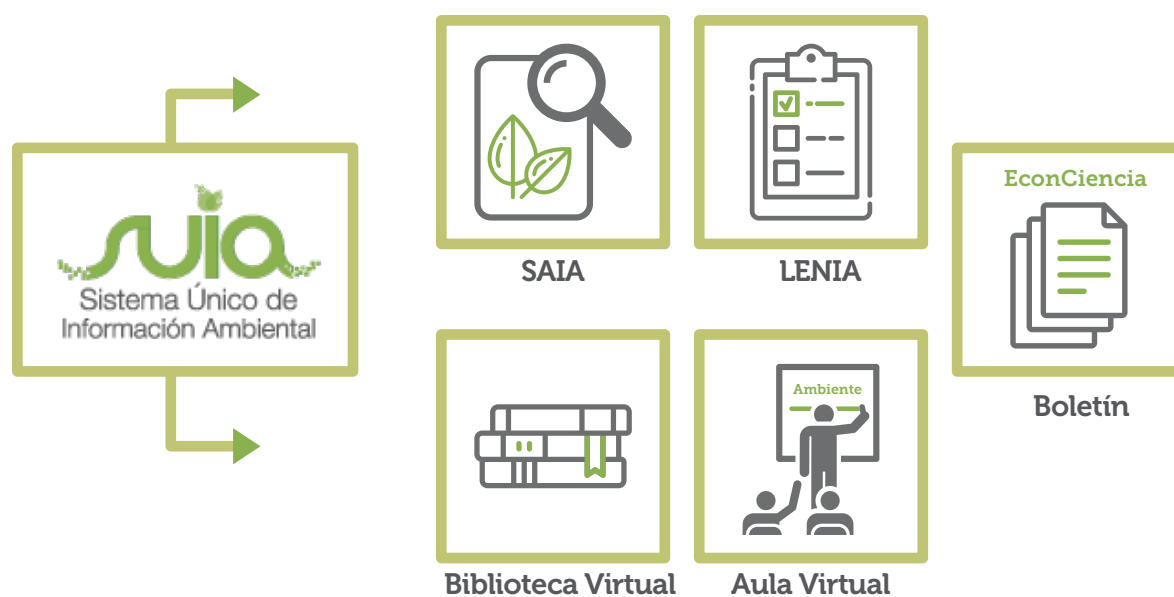 suia
Sistema Único de
Información Ambiental
SAIA
LENIA
EconCiencia
Boletín
Biblioteca Virtual
Ambiente
Aula Virtual